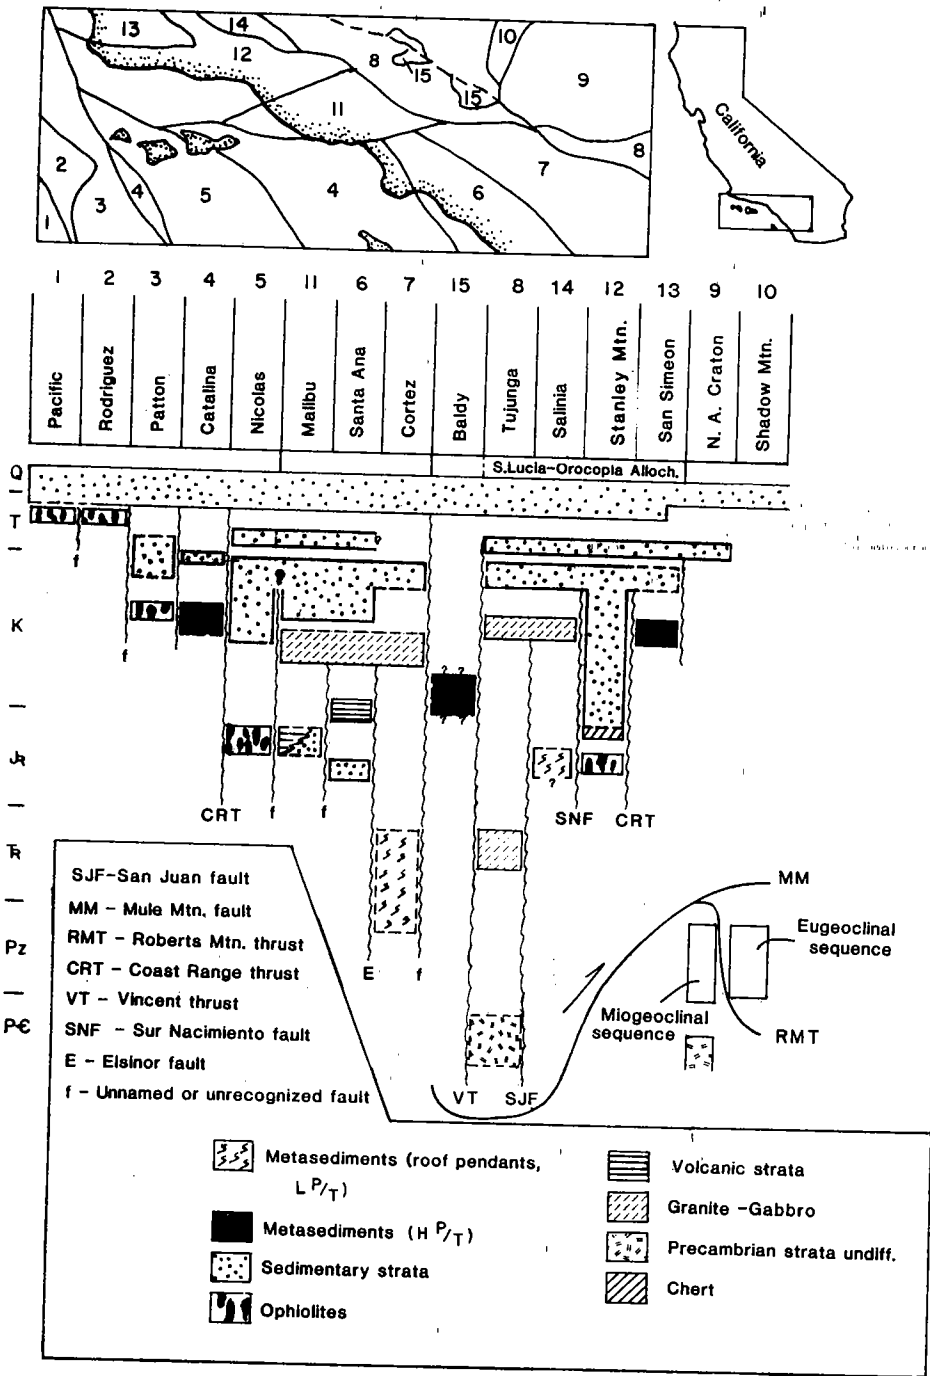 13
14
12
8
15
10
9
15
11
2
4
5
4
6
7
8
3
1
California
1 2 3 4 5 11 6 7 15 8 14 12 13 9 10
Pacific
Rodriguez
Patton
Catalina
Nicolas
Malibu
Santa Ana
Cortez
Baldy
Tujunga
Salinia
Stanley Mtn.
San Simeon
N. A. Craton
Shadow Mtn.
S.Lucia-Orocopia Alloch.
Q
T
f
?
K
f
? ?
? ?
JR
?
CRT f f SNF CRT
TR
SJF-San Juan fault
MM
MM - Mule Mtn. fault
Eugeoclinal
sequence
RMT - Roberts Mtn. thrust
Pz
CRT - Coast Range thrust
E f
VT - Vincent thrust
Miogeoclinal
sequence
P-Є
SNF - Sur Nacimiento fault
RMT
E - Elsinor fault
f - Unnamed or unrecognized fault
VT SJF
Metasediments (roof pendants,
L P/T)
Metasediments (H P/T)
Sedimentary strata
Ophiolites
Volcanic strata
Granite -Gabbro
Precambrian strata undiff.
Chert